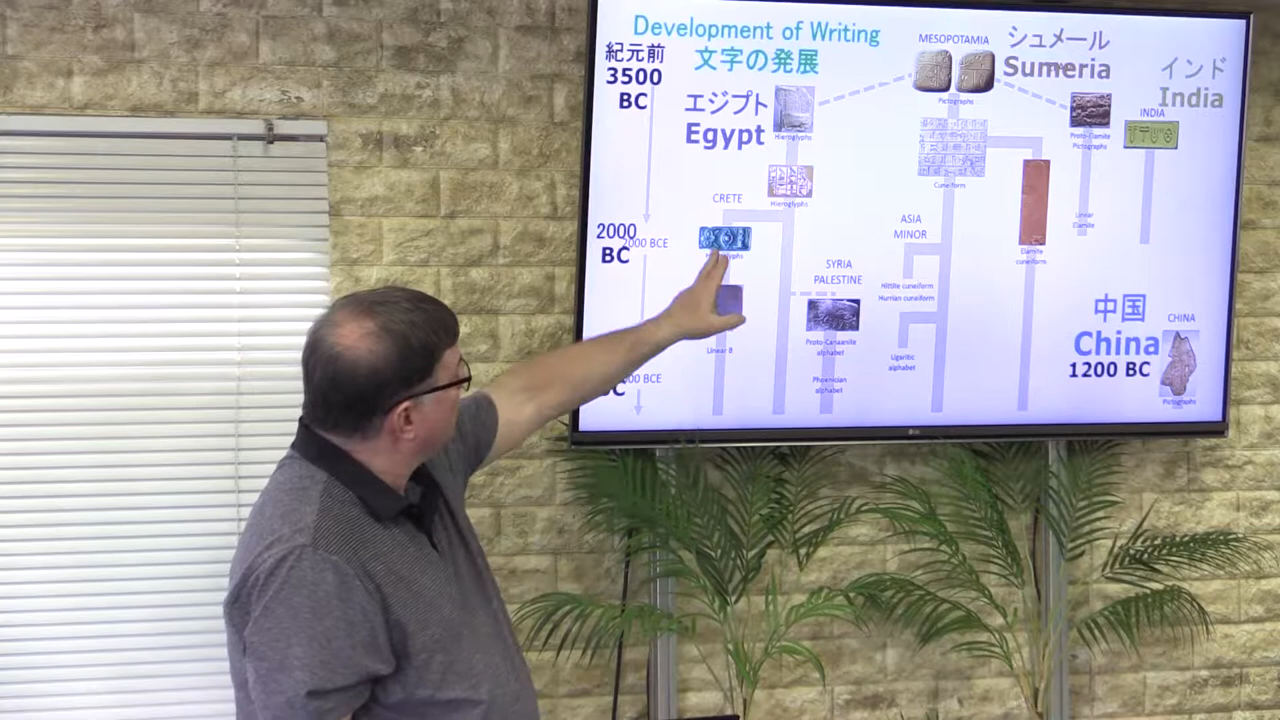 Development of Writing
文字の発展
紀元前
3500
BC
MESOPOTAMIA
シュメール
Sumeria
インド
India
Pictographs
エジプト
Egypt
Hieroglyphs
Proto-Elamite
Pictographs
INDIA
Cuneiform
Hieroglyphs
CRETE
2000
BC
2000 BCE
ASIA
MINOR
Linear
Elamite
Elamite
cuneiform
SYRIA
PALESTINE
Hittite cuneiform
Hurrian cuneiform
中国
China
1200 BC
CHINA
Proto-Canaanite
alphabet
Linear B
Ugaritic
alphabet
Phoenician
alphabet
Pictographs
LG